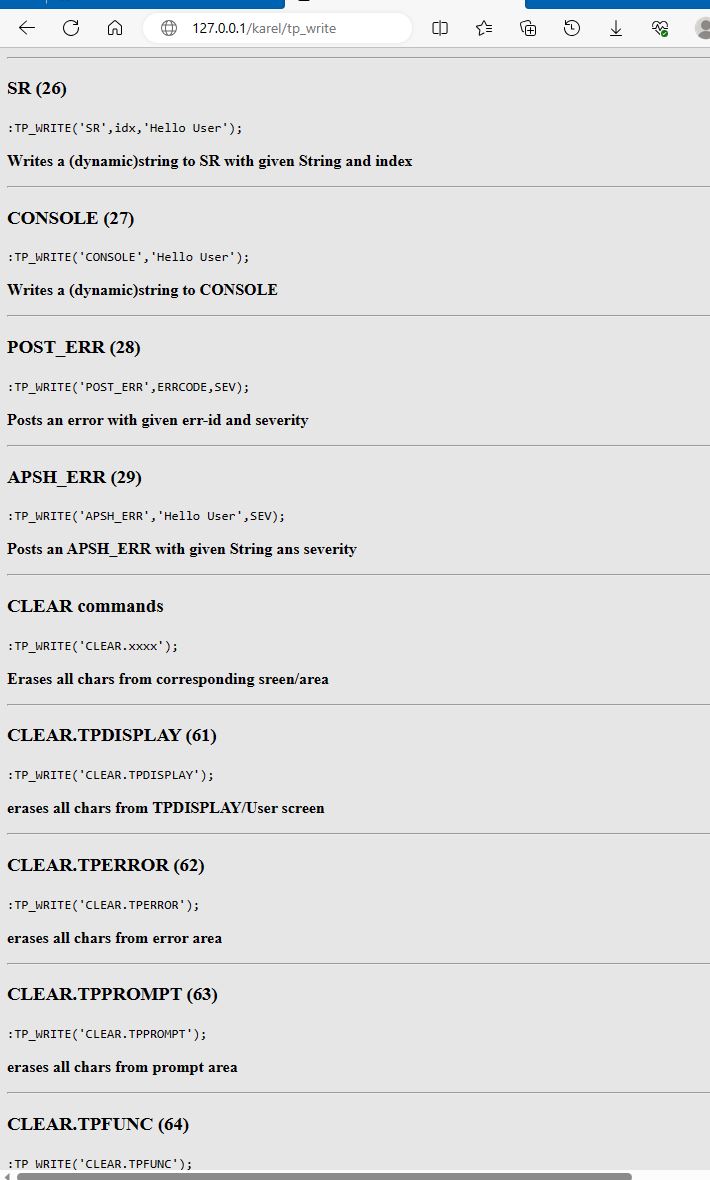 127.0.0.1/karel/tp_write
SR (26)
:TP_WRITE('SR',idx,'Hello User');
Writes a (dynamic)string to SR with given String and index
CONSOLE (27)
:TP_WRITE('CONSOLE','Hello User');
Writes a (dynamic)string to CONSOLE
POST_ERR (28)
:TP_WRITE('POST_ERR',ERRCODE,SEV);
Posts an error with given err-id and severity
APSH_ERR (29)
:TP_WRITE('APSH_ERR','Hello User',SEV);
Posts an APSH_ERR with given String ans severity
CLEAR commands
:TP_WRITE('CLEAR.xxxx');
Erases all chars from corresponding sreen/area
CLEAR.TPDISPLAY (61)
:TP_WRITE('CLEAR.TPDISPLAY');
erases all chars from TPDISPLAY/User screen
CLEAR.TPERROR (62)
:TP_WRITE('CLEAR.TPERROR');
erases all chars from error area
CLEAR.TPPROMPT (63)
:TP_WRITE('CLEAR.TPPROMPT');
erases all chars from prompt area
CLEAR.TPFUNC (64)
:TP_WRITE('CLEAR.TPFUNC');